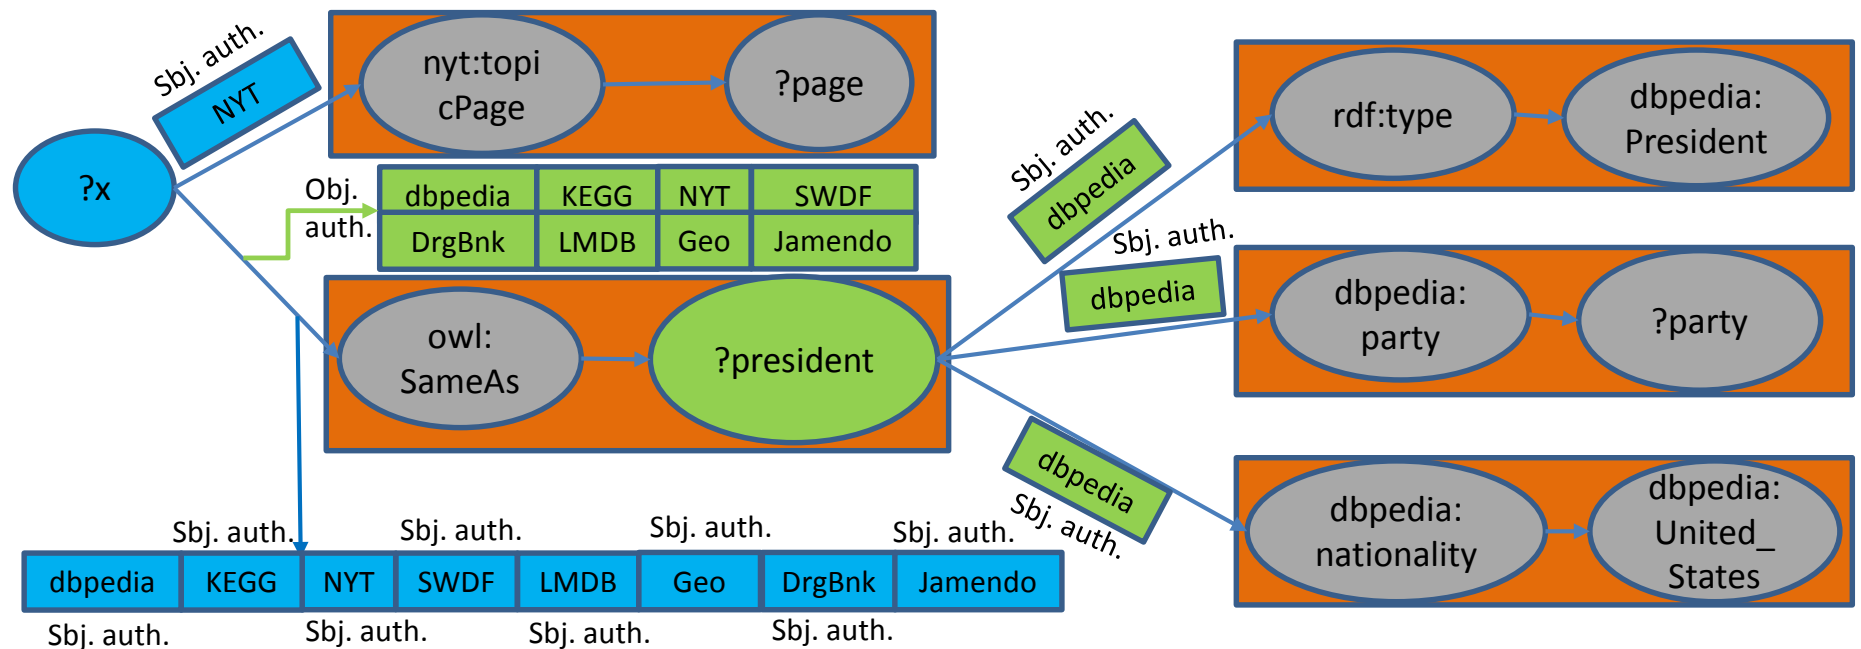 Sbj. auth.
NYT
nyt:topi
cPage
?page
?x
Obj.
auth.
dbpedia KEGG NYT SWDF
DrgBnk LMDB Geo Jamendo
owl:
SameAs
?president
Sbj. auth.
dbpedia
rdf:type
dbpedia:
President
Sbj. auth.
dbpedia
dbpedia:
party
?party
dbpedia
Sbj. auth.
dbpedia:
nationality
dbpedia:
United_
States
Sbj. auth. Sbj. auth. Sbj. auth. Sbj. auth.
dbpedia KEGG NYT SWDF LMDB Geo DrgBnk Jamendo
Sbj. auth. Sbj. auth. Sbj. auth. Sbj. auth.